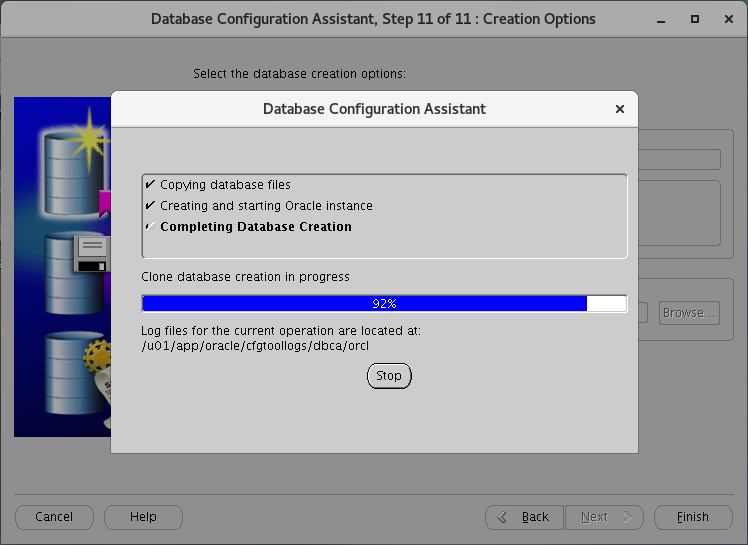 Database Configuration Assistant, Step 11 of 11 : Creation Options
Select the database creation options:
Database Configuration Assistant
Copying database files
Creating and starting Oracle instance
Completing Database Creation
Clone database creation in progress
92%
Log files for the current operation are located at:
/u01/app/oracle/cfgtoollogs/dbca/orcl
Stop
Browse...
Cancel
Help
Back
Next
Finish